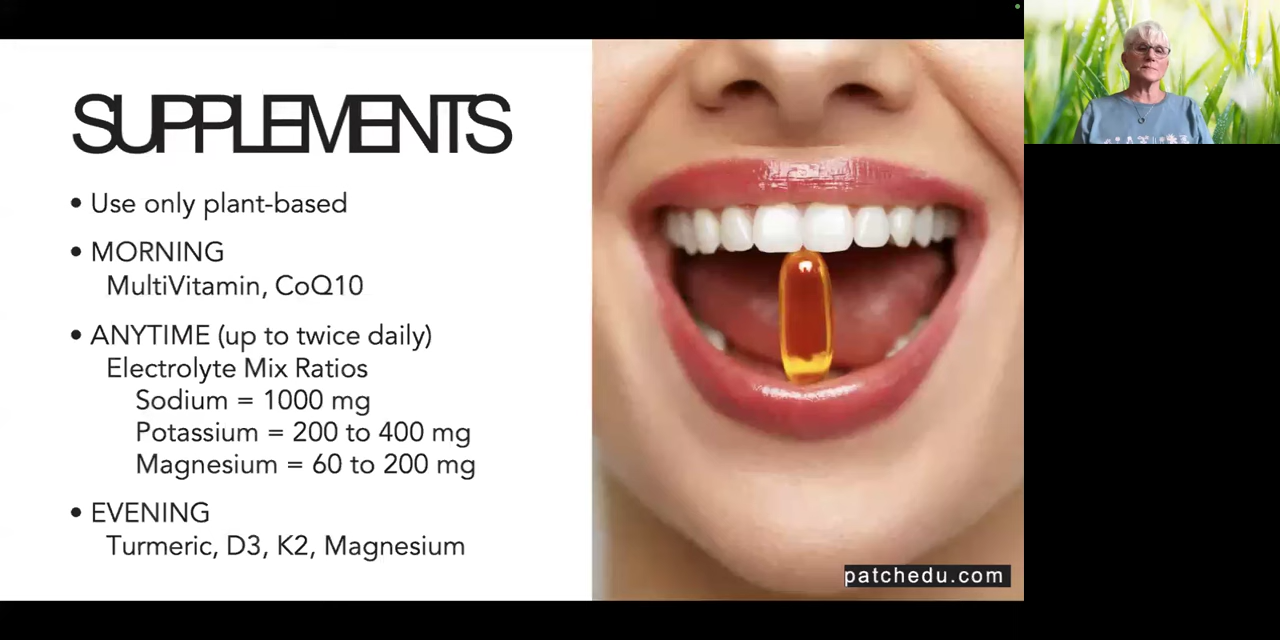 SUPPLEMENTS
• Use only plant-based
• MORNING
MultiVitamin, CoQ10
• ANYTIME (up to twice daily)
Electrolyte Mix Ratios
Sodium = 1000 mg
Potassium = 200 to 400 mg
Magnesium = 60 to 200 mg
• EVENING
Turmeric, D3, K2, Magnesium
patchedu.com